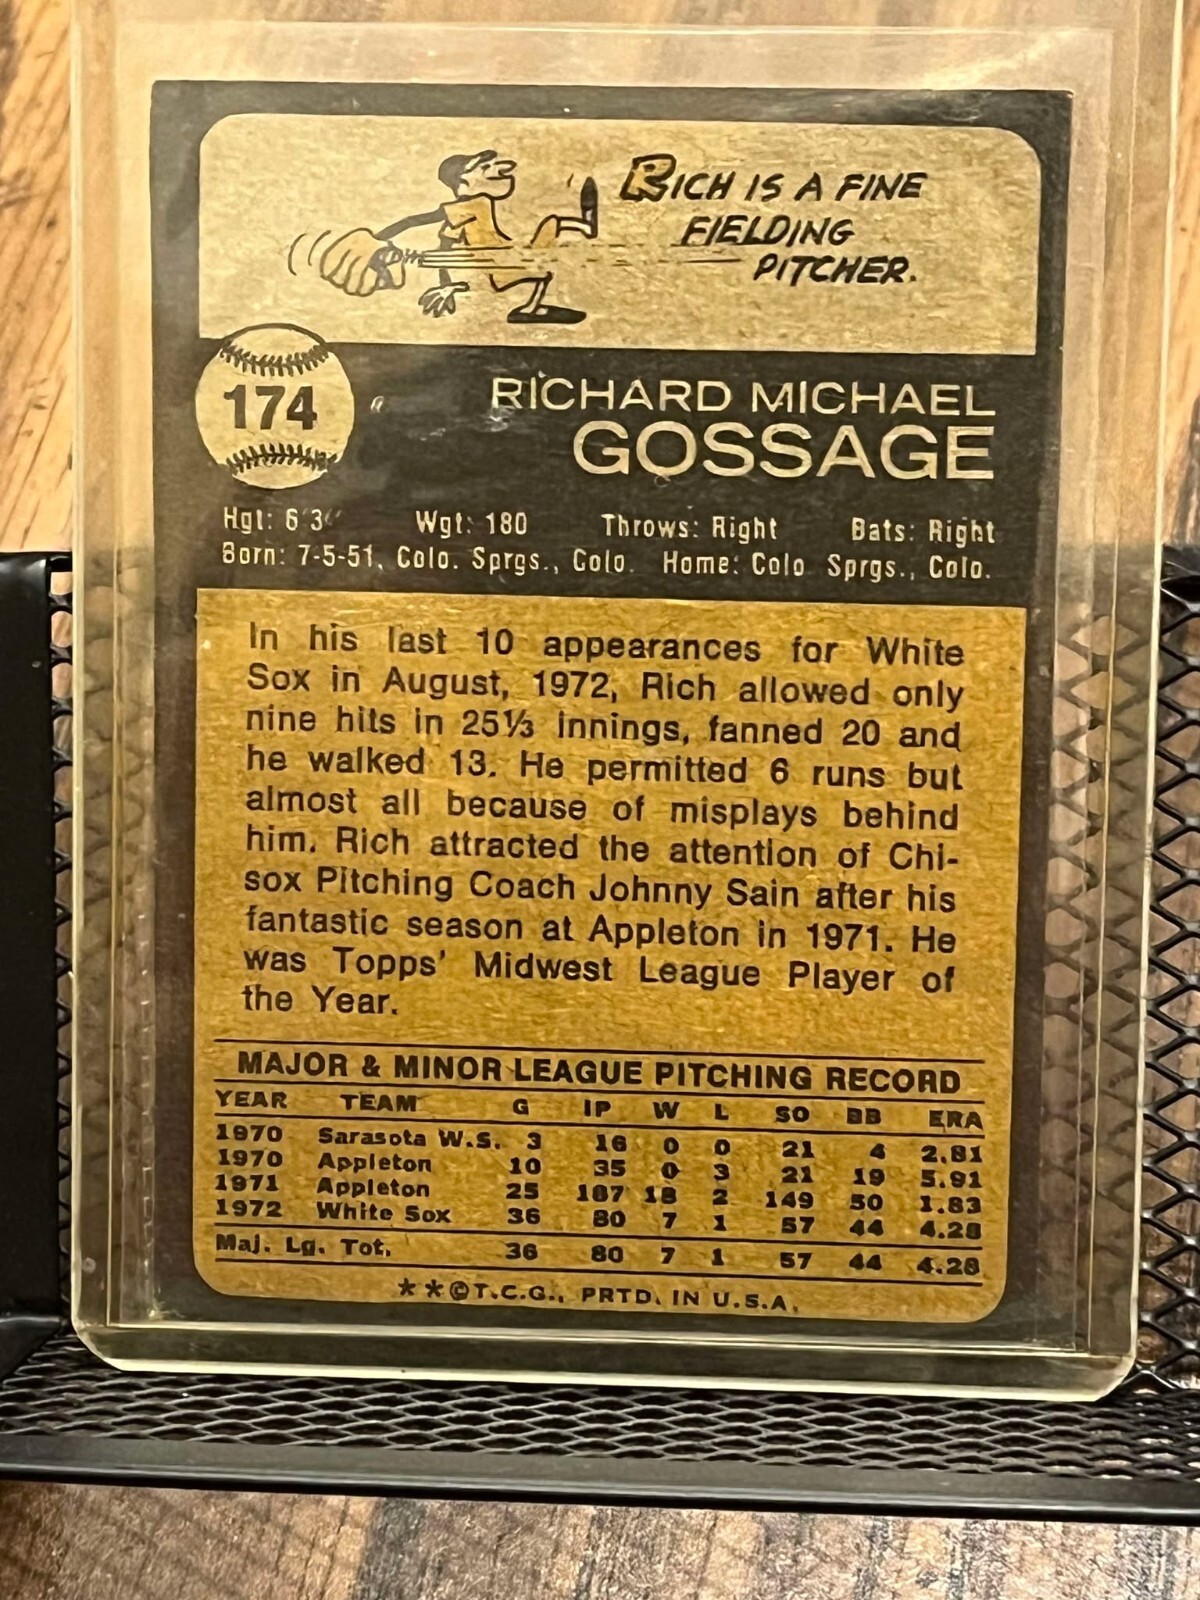 RICH IS A FINE
FIELDING
PITCHER.
174
RICHARD MICHAEL
GOSSAGE
Hgt: 6'3" Wgt: 180 Throws: Right Bats: Right
Born: 7-5-51, Colo. Sprgs., Colo. Home: Colo Sprgs., Colo.
In his last 10 appearances for White
Sox in August, 1972, Rich allowed only
nine hits in 25⅓ innings, fanned 20 and
he walked 13. He permitted 6 runs but
almost all because of misplays behind
him. Rich attracted the attention of Chi-
sox Pitching Coach Johnny Sain after his
fantastic season at Appleton in 1971. He
was Topps' Midwest League Player of
the Year.
MAJOR & MINOR LEAGUE PITCHING RECORD
YEAR TEAM G IP W L SO BB ERA
1970 Sarasota W.S. 3 16 0 0 21 4 2.81
1970 Appleton 10 35 0 3 21 19 5.91
1971 Appleton 25 187 18 2 149 50 1.83
1972 White Sox 36 80 7 1 57 44 4.28
Maj. Lg. Tot. 36 80 7 1 57 44 4.28
**©T.C.G., PRTD. IN U.S.A.